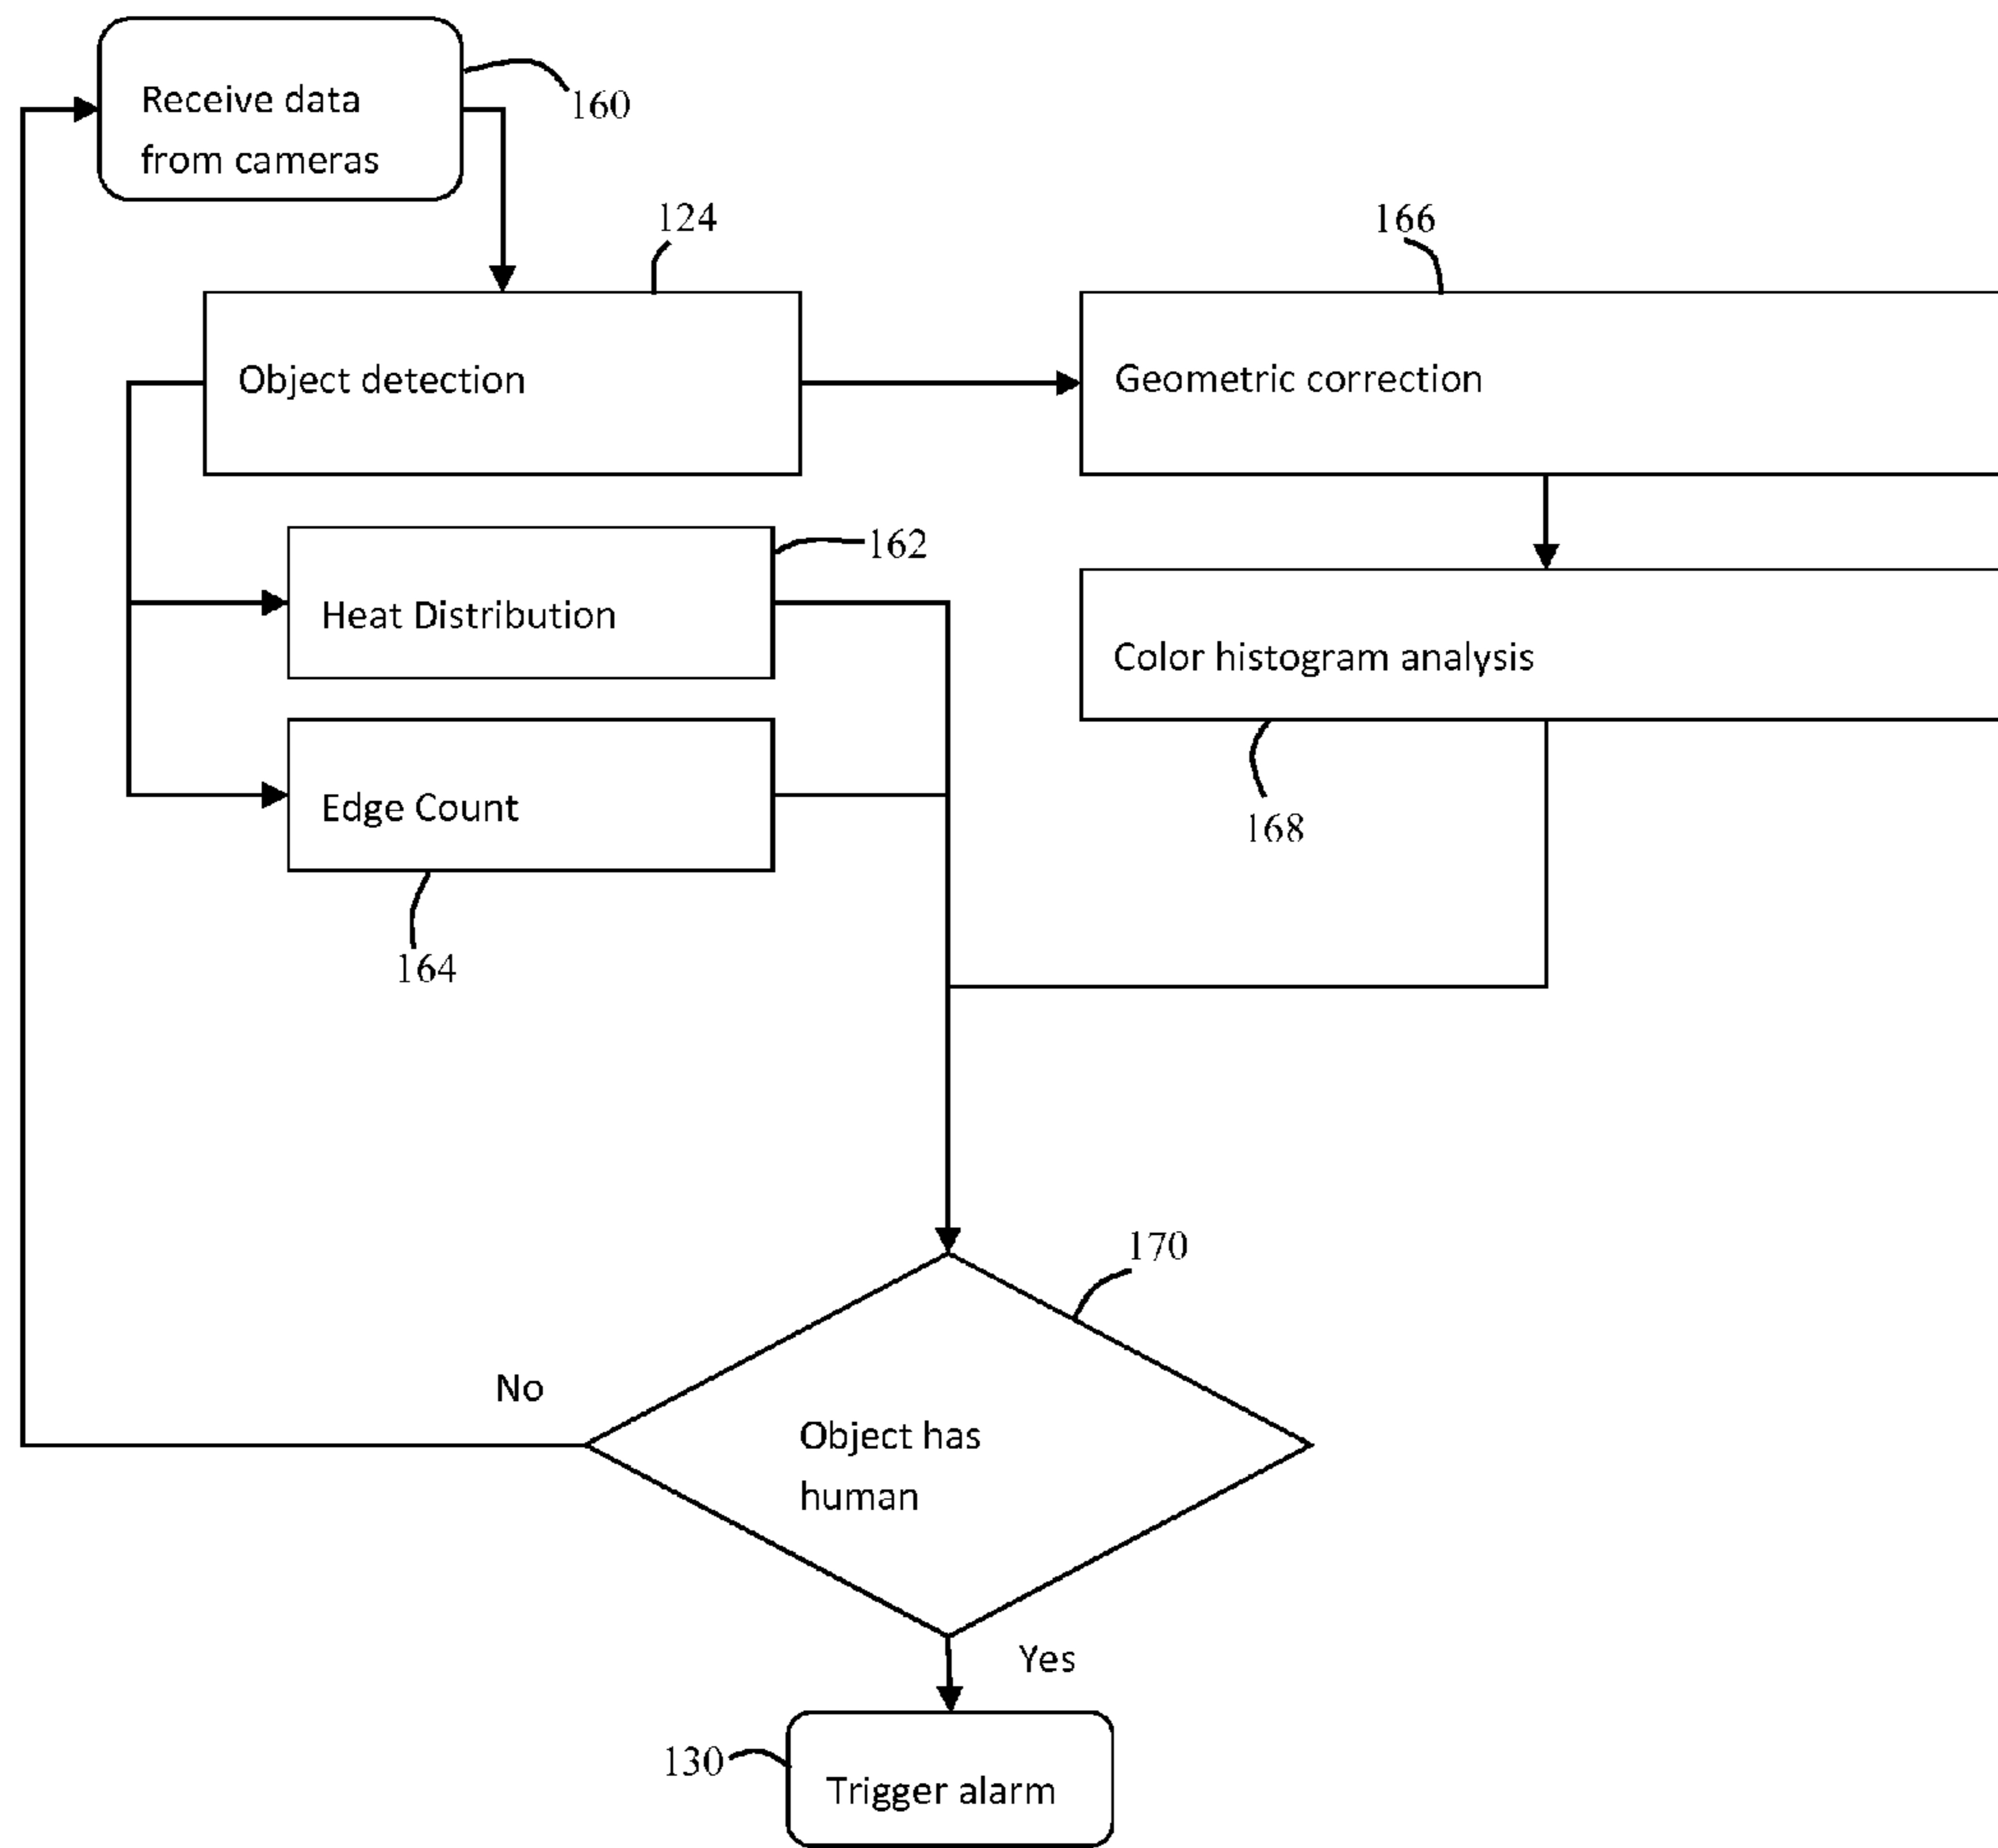 Receive data
from cameras
160
124
166
Object detection
Geometric correction
162
Heat Distribution
Color histogram analysis
Edge Count
168
164
170
No
Object has
human
Yes
130
Trigger alarm